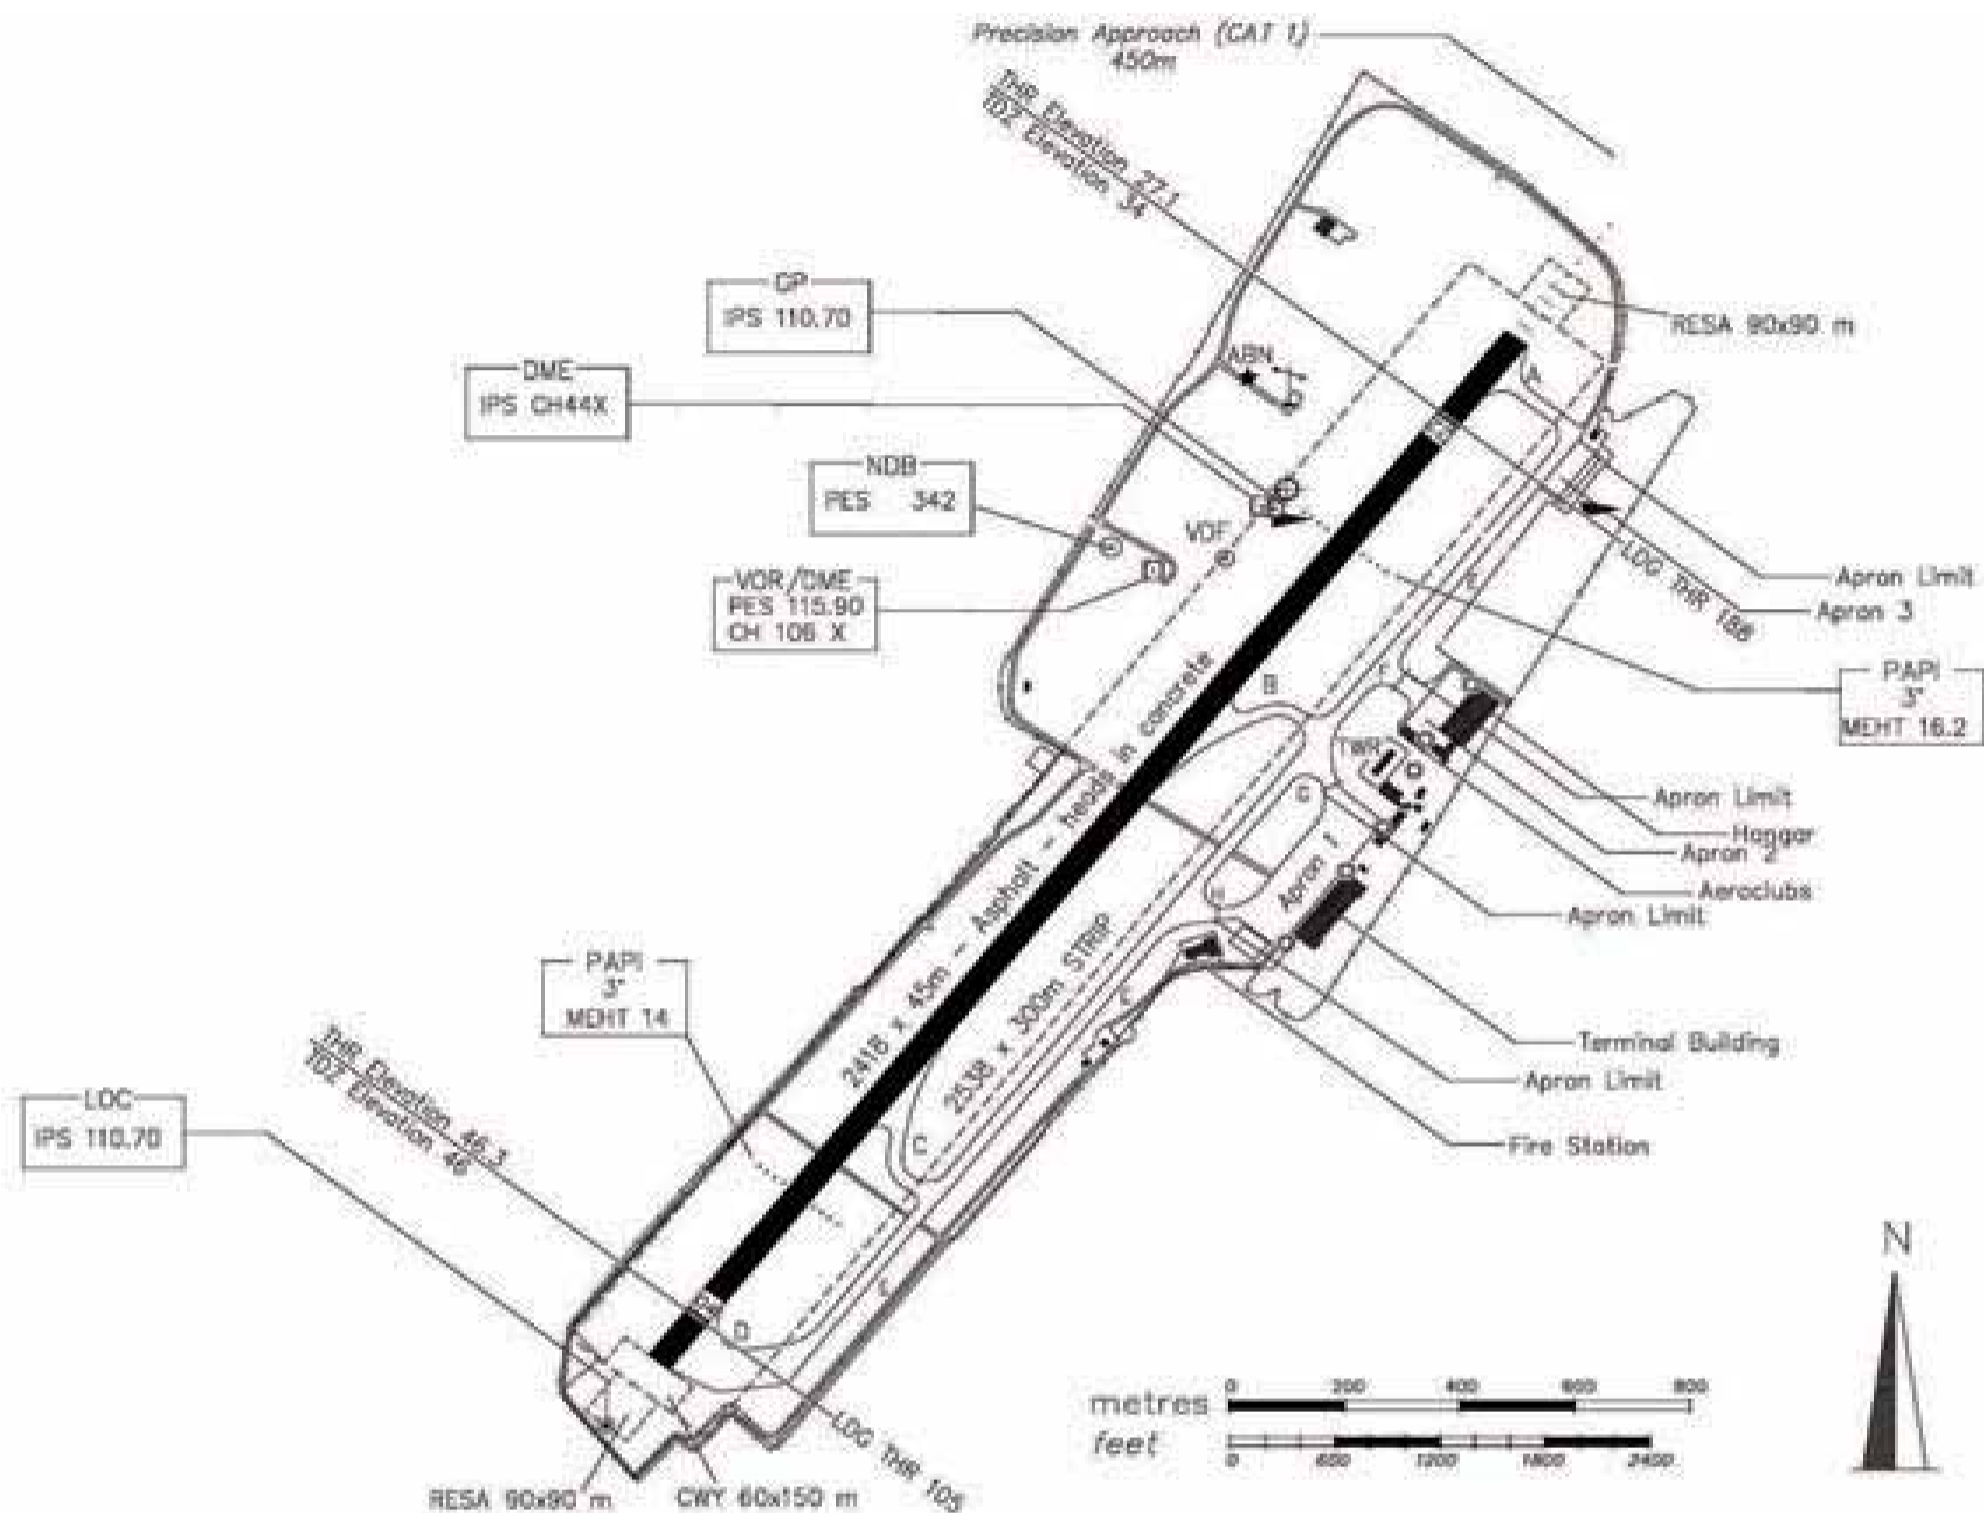 Precision Approach (CAT 1)
450m
THR Elevation 27.1
TDZ Elevation 34
GP
IPS 110.70
RESA 90x90 m
DME
IPS CH44X
ABN
A
NDB
PES 342
VDF
VOR/DME
PES 115.90
CH 106 X
LDG THR 188
Apron Limit
Apron 3
E
F
PAPI
3°
MEHT 16.2
B
TWR
G
Apron Limit
Hangar
Apron 2
Aeroclubs
Apron Limit
H
Apron 1
2418 x 45m - Asphalt - heads in concrete
2538 x 300m STRIP
E
PAPI
3°
MEHT 14
Terminal Building
Apron Limit
Fire Station
THR Elevation 46.3
TDZ Elevation 46
LOC
IPS 110.70
C
E
D
LDG THR 105
RESA 90x90 m
CWY 60x150 m
N
metres
0 200 400 600 800
feet
0 600 1200 1800 2400